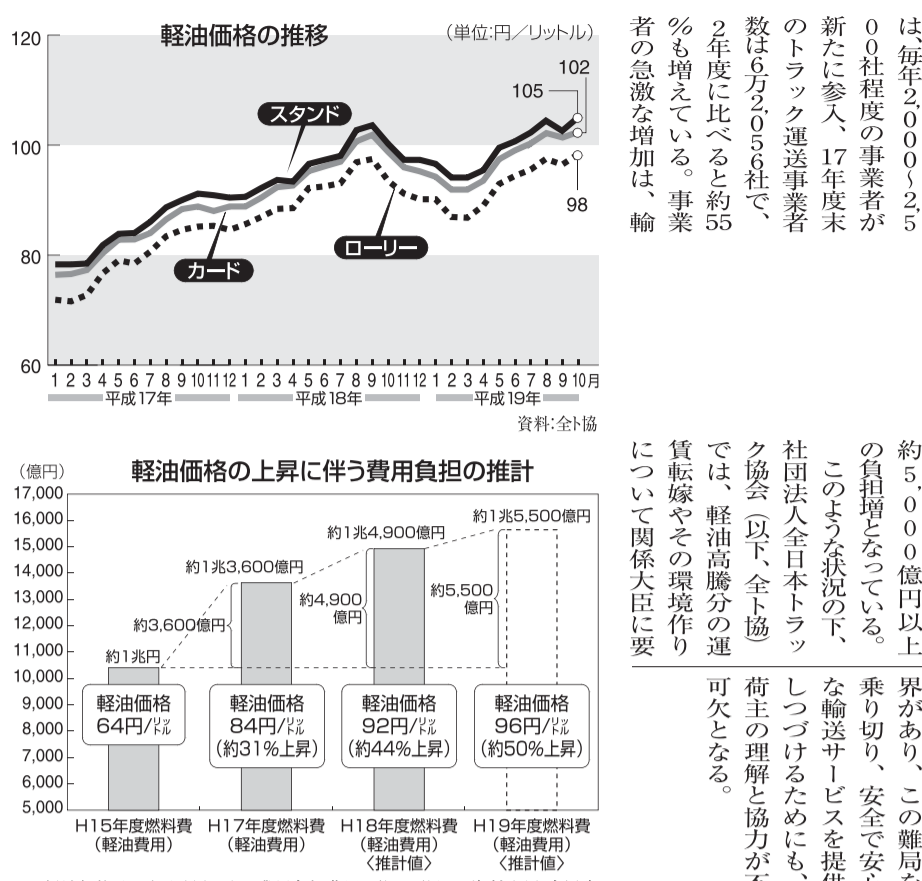 軽油価格の推移
（単位:円／リットル）
120
100
80
60
102
105
98
スタンド
カード
ローリー
1 2 3 4 5 6 7 8 9 10 11 12 1 2 3 4 5 6 7 8 9 10 11 12 1 2 3 4 5 6 7 8 9 10月
平成17年
平成18年
平成19年
資料:全ト協
は、毎年2,000〜2,5
00社程度の事業者が
新たに参入、17年度末
のトラック運送事業者
数は6万2,056社で、
2年度に比べると約55
%も増えている。事業
者の急激な増加は、輸
約5,000億円以上
の負担増となっている。
このような状況の下、
社団法人全日本トラッ
ク協会（以下、全ト協）
では、軽油高騰分の運
賃転嫁やその環境作り
について関係大臣に要
軽油価格の上昇に伴う費用負担の推計
（億円）
17,000
16,000
15,000
14,000
13,000
12,000
11,000
10,000
9,000
8,000
7,000
6,000
5,000
約1兆円
約1兆3,600億円
約1兆4,900億円
約1兆5,500億円
約3,600億円
約4,900
億円
約5,500
億円
軽油価格
64円/リットル
軽油価格
84円/リットル
（約31%上昇）
軽油価格
92円/リットル
（約44%上昇）
軽油価格
96円/リットル
（約50%上昇）
H15年度燃料費
（軽油費用）
H17年度燃料費
（軽油費用）
H18年度燃料費
（軽油費用）
〈推計値〉
H19年度燃料費
（軽油費用）
〈推計値〉
界があり、この難局を
乗り切り、安全で安心
な輸送サービスを提供
しつづけるためにも、
荷主の理解と協力が不
可欠となる。